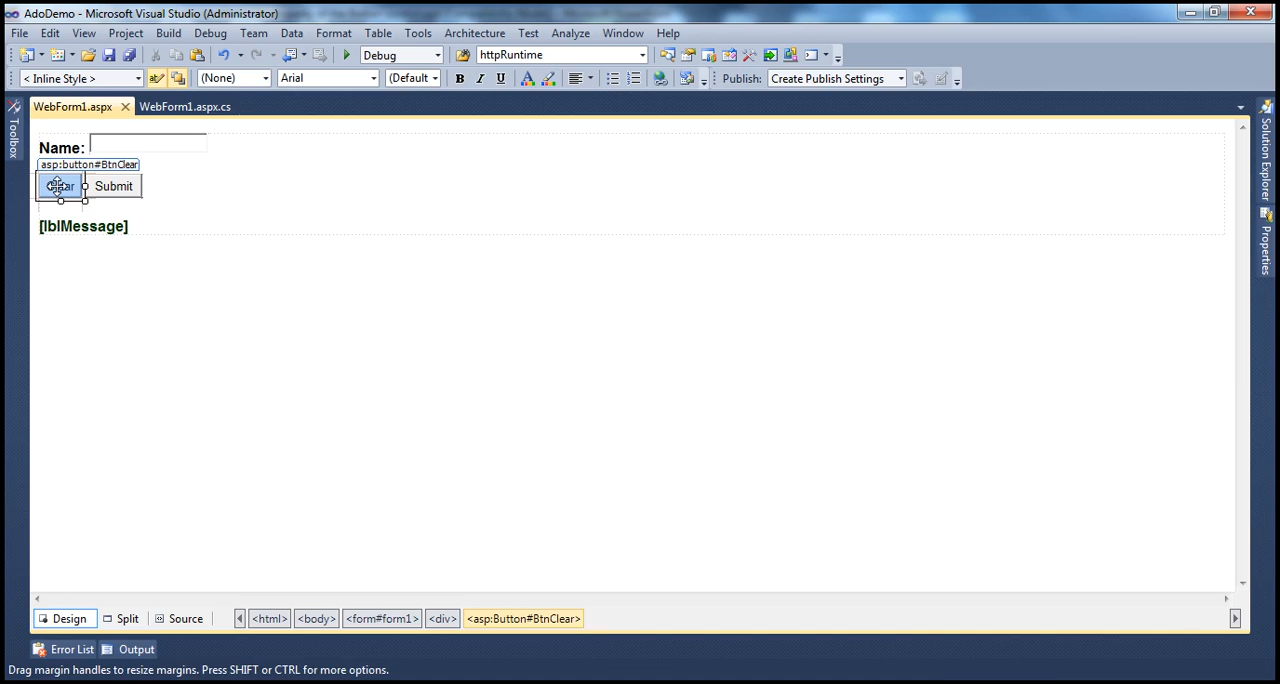 AdoDemo - Microsoft Visual Studio (Administrator)
File Edit View Project Build Debug Team Data Format Table Tools Architecture Test Analyze Window Help
Debug httpRuntime
< Inline Style > (None) Arial (Default B I U A Publish: Create Publish Settings
WebForm1.aspx WebForm1.aspx.cs
Toolbox
Solution Explorer
Properties
Name:
asp:button#BtnClear
Submit
[lblMessage]
Design Split Source <html> <body> <form#form1> <div> <asp:Button#BtnClear>
Error List Output
Drag margin handles to resize margins. Press SHIFT or CTRL for more options.